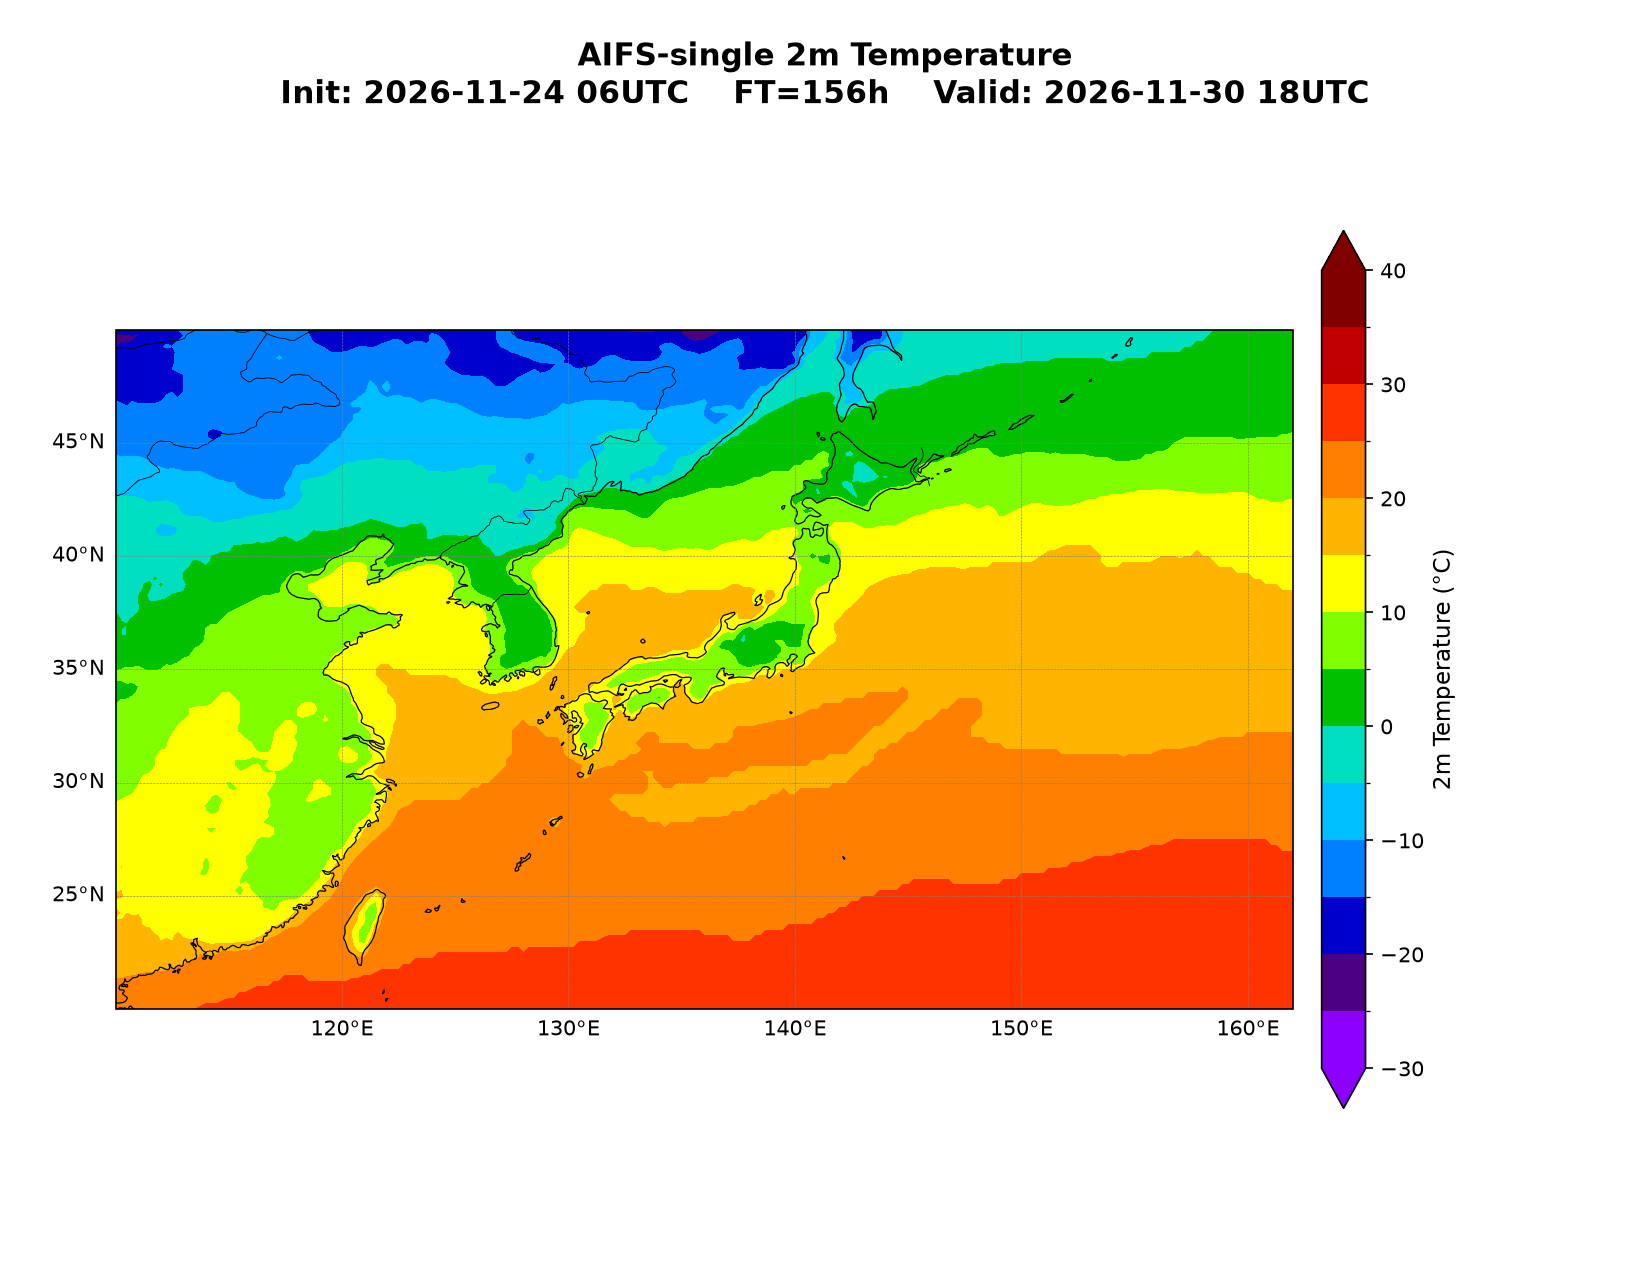 AIFS-single 2m Temperature
Init: 2026-11-24 06UTC    FT=156h    Valid: 2026-11-30 18UTC
45°N
40°N
35°N
30°N
25°N
120°E
130°E
140°E
150°E
160°E
40
30
20
10
0
−10
−20
−30
2m Temperature (°C)